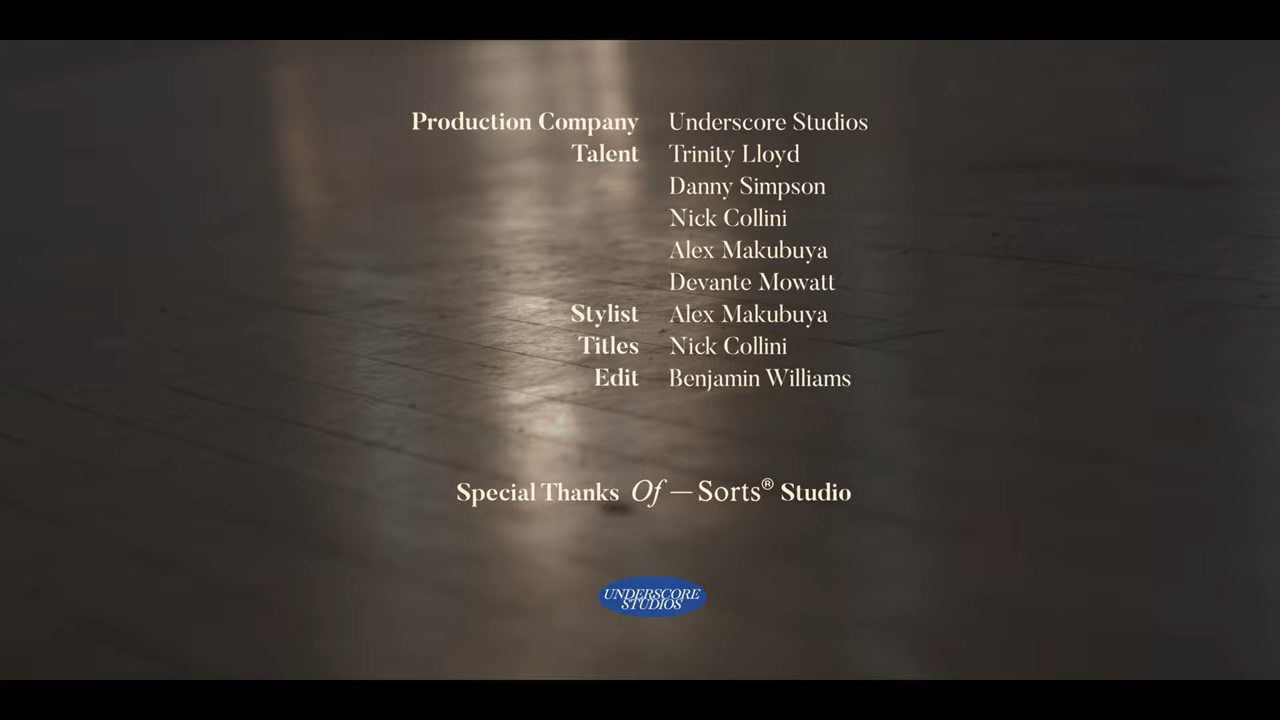 Production Company Underscore Studios
Talent Trinity Lloyd
Danny Simpson
Nick Collini
Alex Makubuya
Devante Mowatt
Stylist Alex Makubuya
Titles Nick Collini
Edit Benjamin Williams
Special Thanks Of — Sorts® Studio
UNDERSCORE
STUDIOS